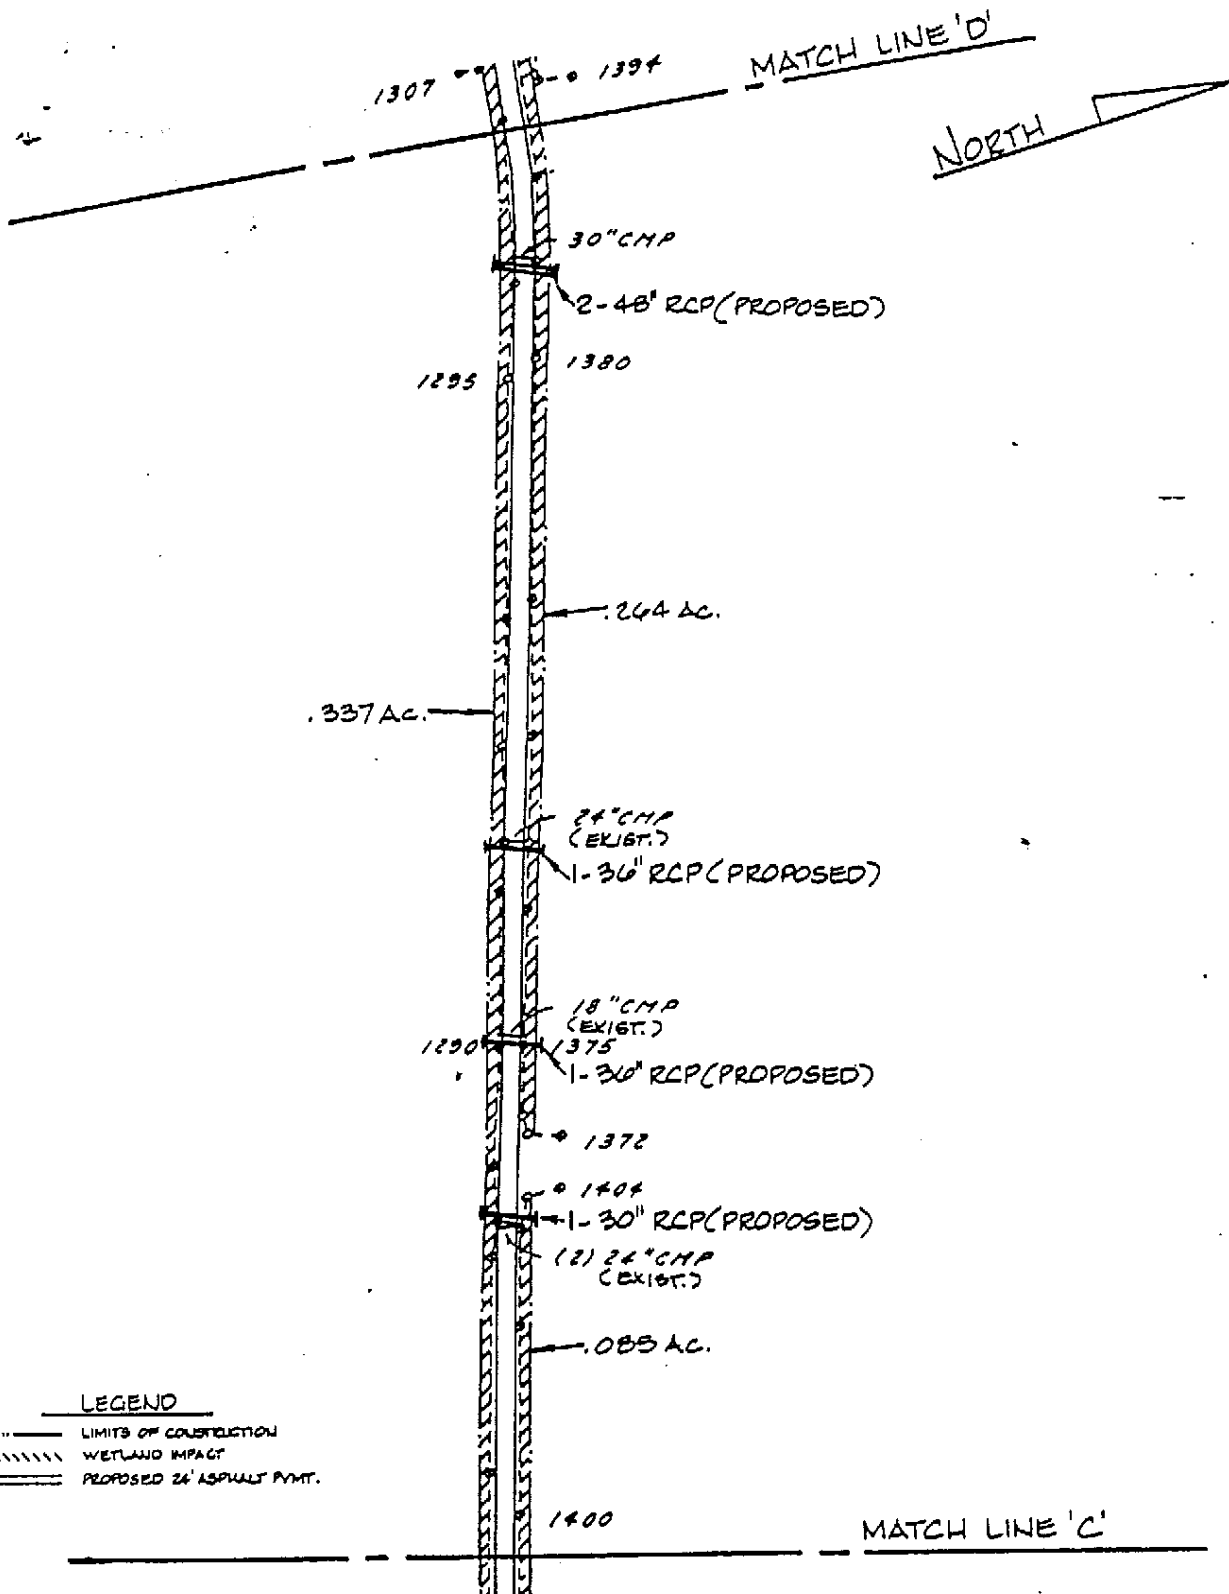 MATCH LINE 'D'
1307
1394
NORTH
30" CMP
2-48" RCP (PROPOSED)
1295
1380
.264 AC.
.337 AC.
24" CMP
(EXIST.)
1-36" RCP (PROPOSED)
18" CMP
(EXIST.)
1290
1375
1-36" RCP (PROPOSED)
1372
1404
1-30" RCP (PROPOSED)
(2) 24" CMP
(EXIST.)
.085 AC.
LEGEND
LIMITS OF CONSTRUCTION
WETLAND IMPACT
PROPOSED 24' ASPHALT PVMT.
1400
MATCH LINE 'C'